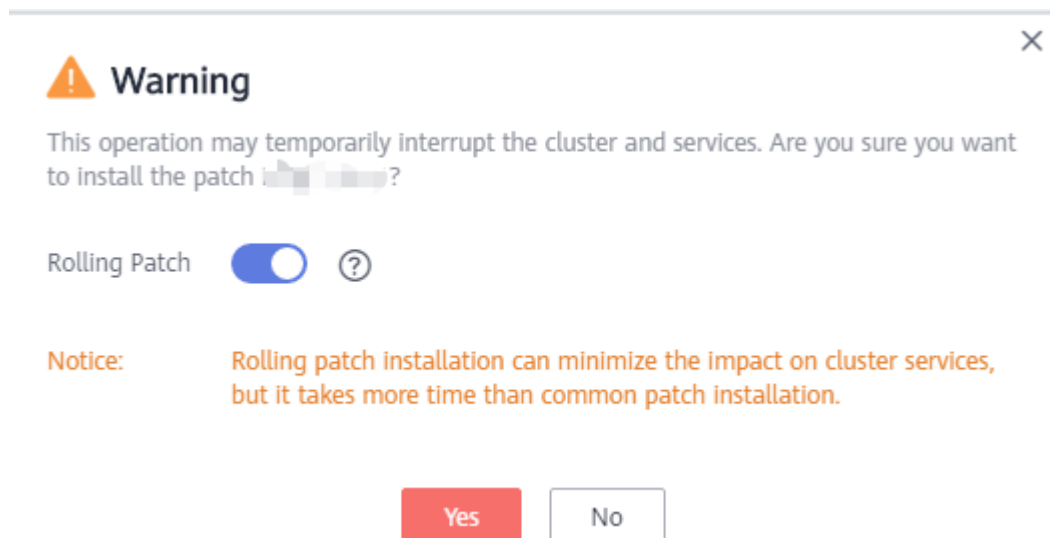 Warning
This operation may temporarily interrupt the cluster and services. Are you sure you want
to install the patch ?
Rolling Patch
Notice:
Rolling patch installation can minimize the impact on cluster services,
but it takes more time than common patch installation.
Yes
No